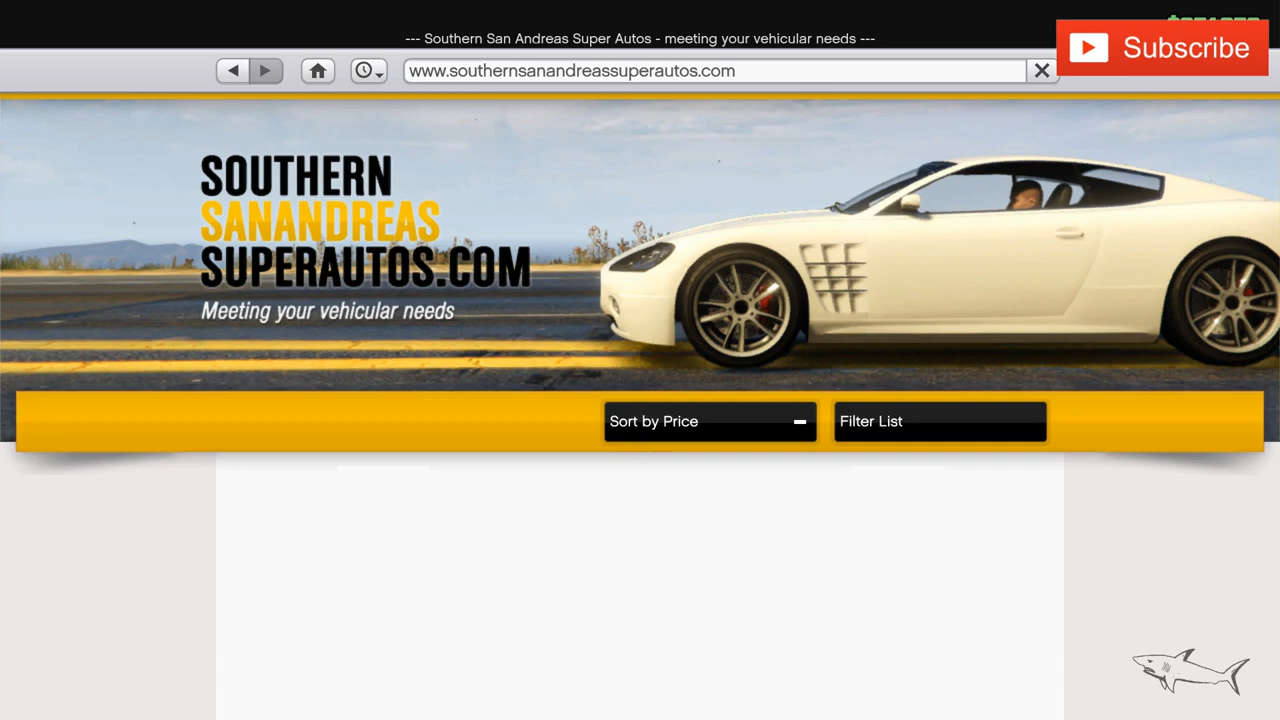 --- Southern San Andreas Super Autos - meeting your vehicular needs ---
Subscribe
www.southernsanandreassuperautos.com
SOUTHERN
SANANDREAS
SUPERAUTOS.COM
Meeting your vehicular needs
Sort by Price
Filter List